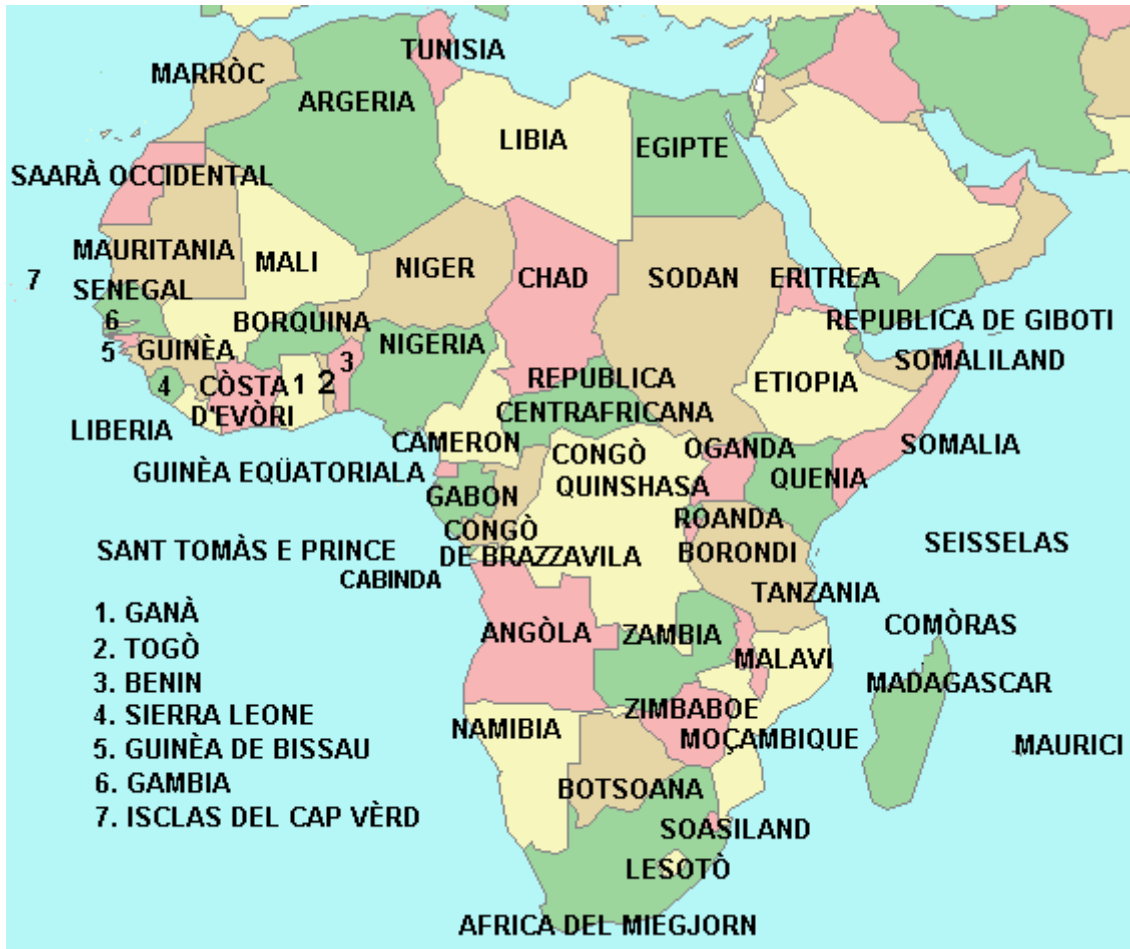 TUNISIA
MARRÒC
ARGERIA
LIBIA
EGIPTE
SAARÀ OCCIDENTAL
MAURITANIA
MALI
NIGER
CHAD
SODAN
ERITREA
7
SENEGAL
6
BORQUINA
REPUBLICA DE GIBOTI
5
GUINÈA
NIGERIA
3
SOMALILAND
4
CÒSTA
D'EVÒRI
1
2
REPUBLICA
CENTRAFRICANA
ETIOPIA
LIBERIA
CAMERON
CONGÒ
QUINSHASA
OGANDA
QUENIA
SOMALIA
GUINÈA EQÜATORIALA
GABON
ROANDA
CONGÒ
DE BRAZZAVILA
BORONDI
SEISSELAS
SANT TOMÀS E PRINCE
CABINDA
TANZANIA
1. GANÀ
2. TOGÒ
3. BENIN
4. SIERRA LEONE
5. GUINÈA DE BISSAU
6. GAMBIA
7. ISCLAS DEL CAP VÈRD
ANGÒLA
ZAMBIA
MALAVI
COMÒRAS
MADAGASCAR
NAMIBIA
ZIMBABOE
MOÇAMBIQUE
MAURICI
BOTSOANA
SOASILAND
LESOTÒ
AFRICA DEL MIEGJORN